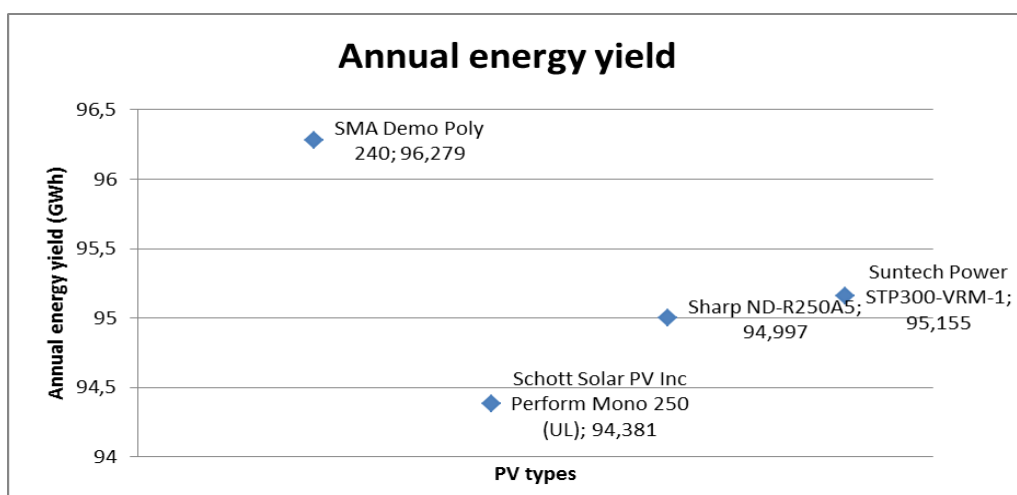 Annual energy yield
Annual energy yield (GWh)
96,5
96
95,5
95
94,5
94
SMA Demo Poly
240; 96,279
Schott Solar PV Inc
Perform Mono 250
(UL); 94,381
Sharp ND-R250A5;
94,997
Suntech Power
STP300-VRM-1;
95,155
PV types